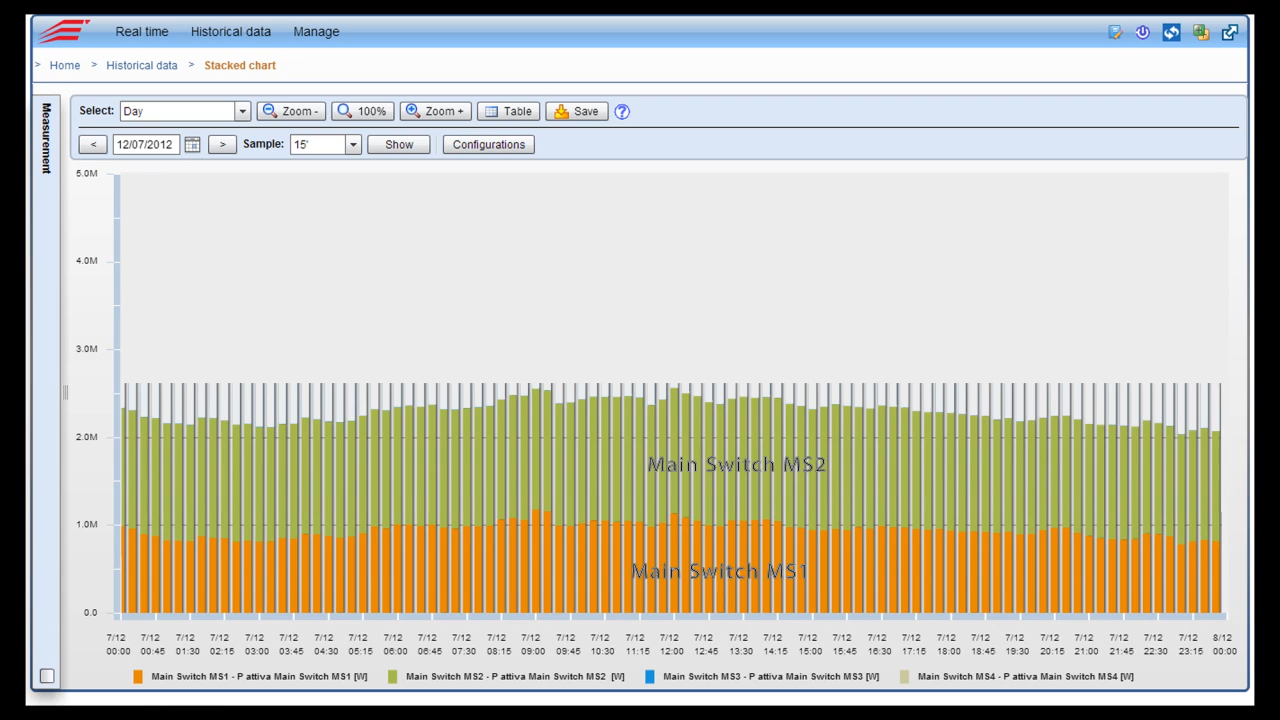 Real time Historical data Manage
> Home > Historical data > Stacked chart
Measurement
Select: Day Zoom - 100% Zoom + Table Save ?
< 12/07/2012 > Sample: 15' Show Configurations
5.0M
4.0M
3.0M
2.0M
1.0M
0.0
Main Switch MS2
Main Switch MS1
7/12 7/12 7/12 7/12 7/12 7/12 7/12 7/12 7/12 7/12 7/12 7/12 7/12 7/12 7/12 7/12 7/12 7/12 7/12 7/12 7/12 7/12 7/12 7/12 7/12 7/12 7/12 7/12 7/12 7/12 7/12 7/12 8/12
00:00 00:45 01:30 02:15 03:00 03:45 04:30 05:15 06:00 06:45 07:30 08:15 09:00 09:45 10:30 11:15 12:00 12:45 13:30 14:15 15:00 15:45 16:30 17:15 18:00 18:45 19:30 20:15 21:00 21:45 22:30 23:15 00:00
Main Switch MS1 - P attiva Main Switch MS1 [W] Main Switch MS2 - P attiva Main Switch MS2 [W] Main Switch MS3 - P attiva Main Switch MS3 [W] Main Switch MS4 - P attiva Main Switch MS4 [W]